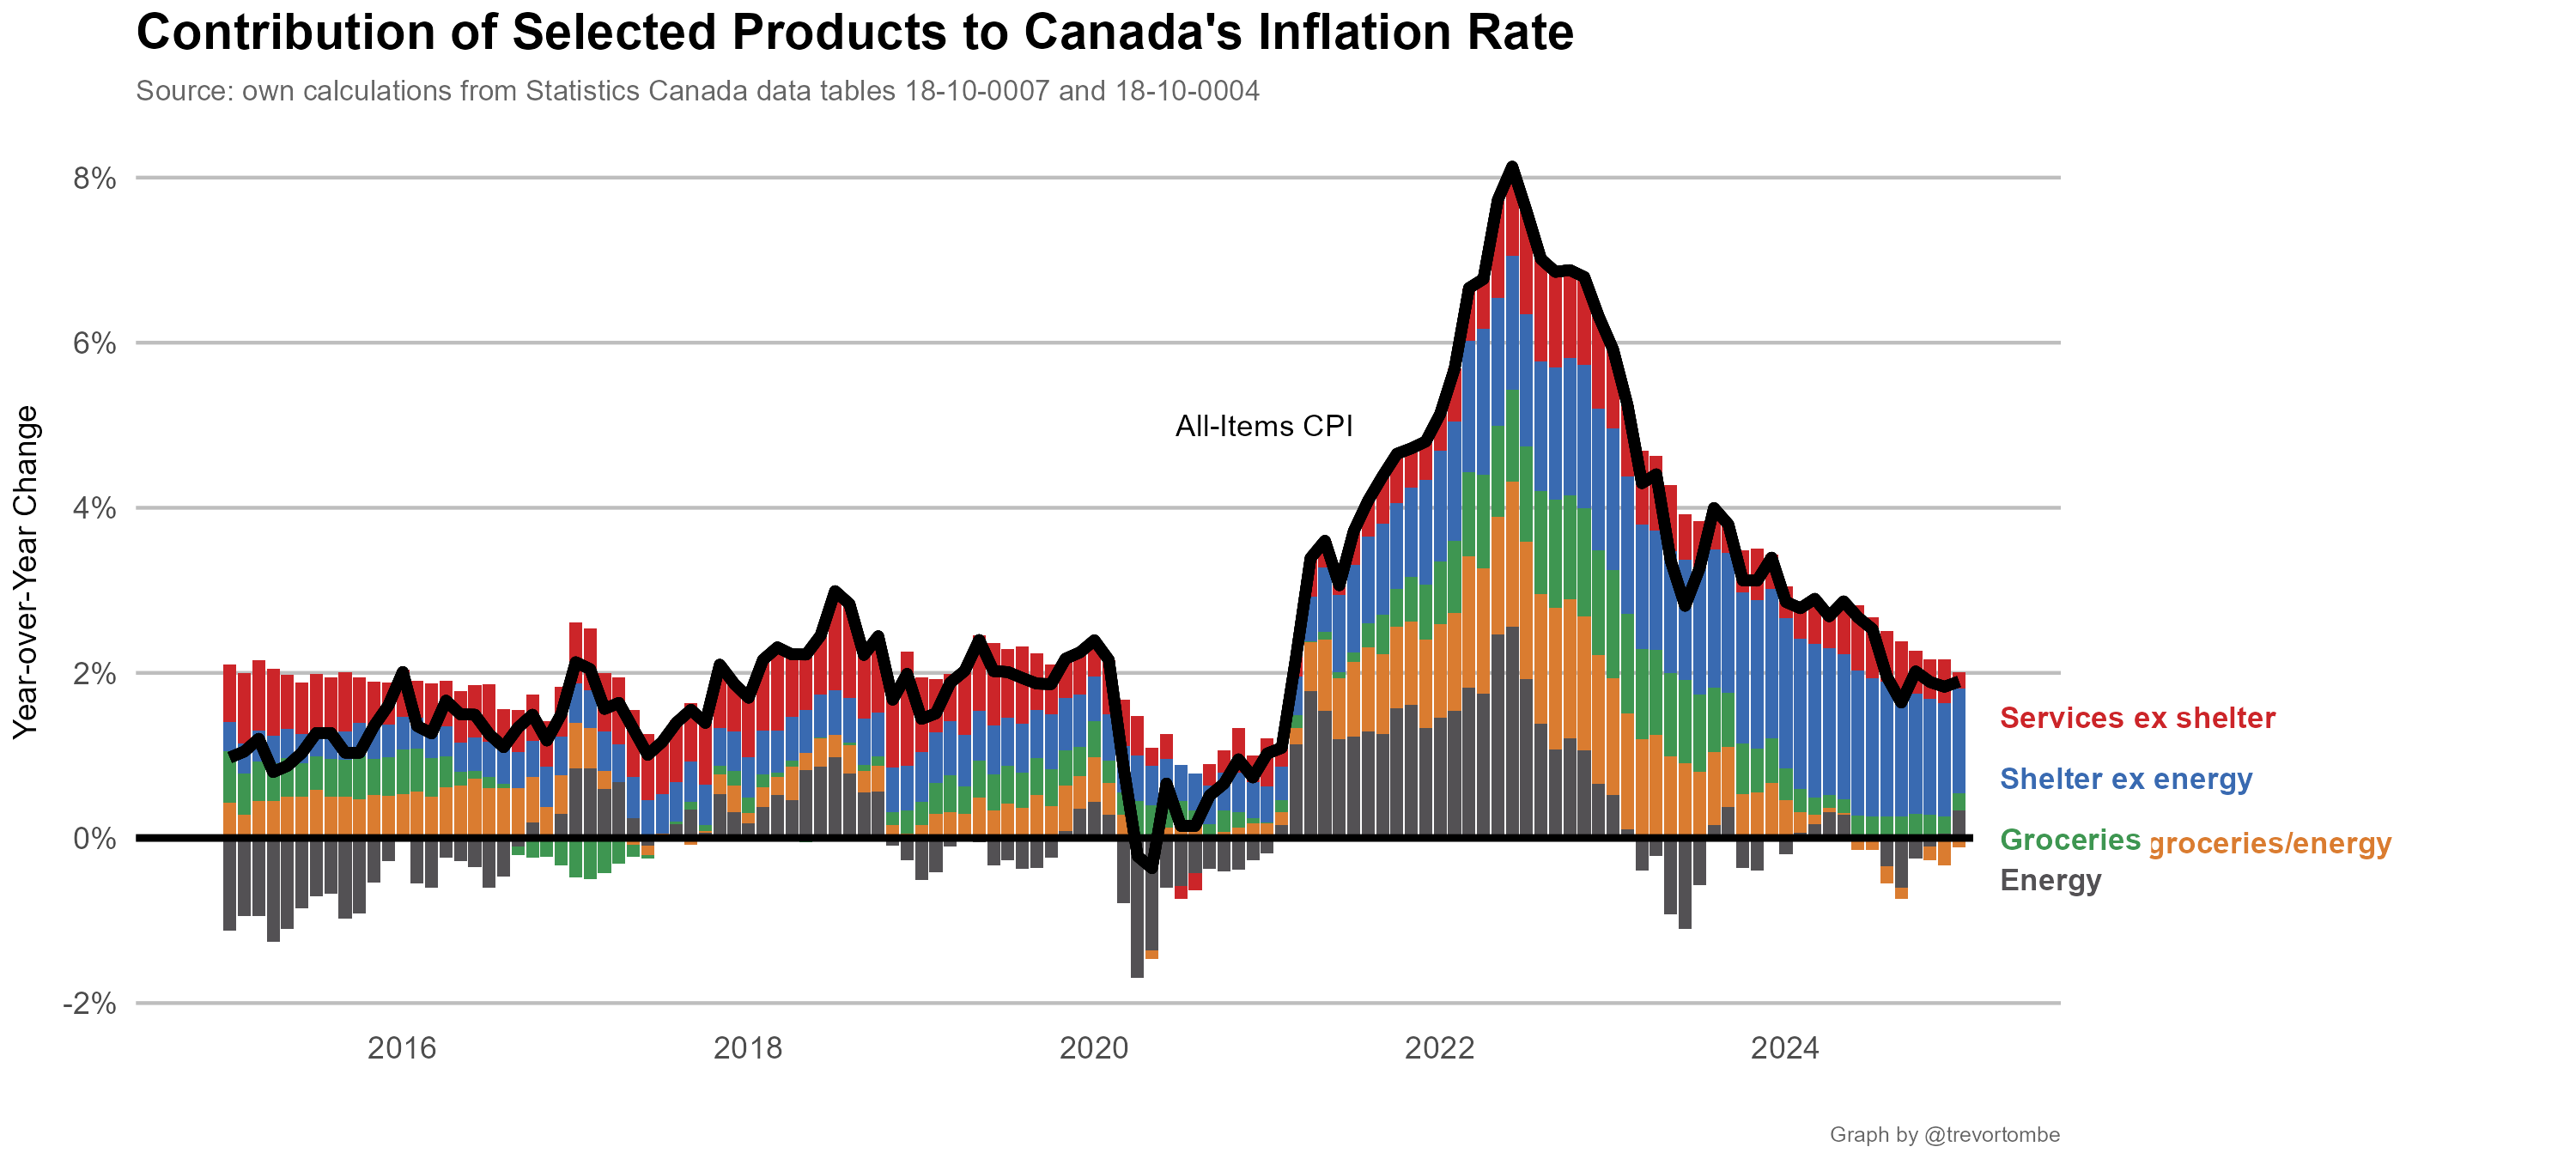 Contribution of Selected Products to Canada's Inflation Rate
Source: own calculations from Statistics Canada data tables 18-10-0007 and 18-10-0004
Year-over-Year Change
8%
6%
4%
2%
0%
-2%
All-Items CPI
Services ex shelter
Shelter ex energy
Groceries groceries/energy
Energy
2016 2018 2020 2022 2024
Graph by @trevortombe